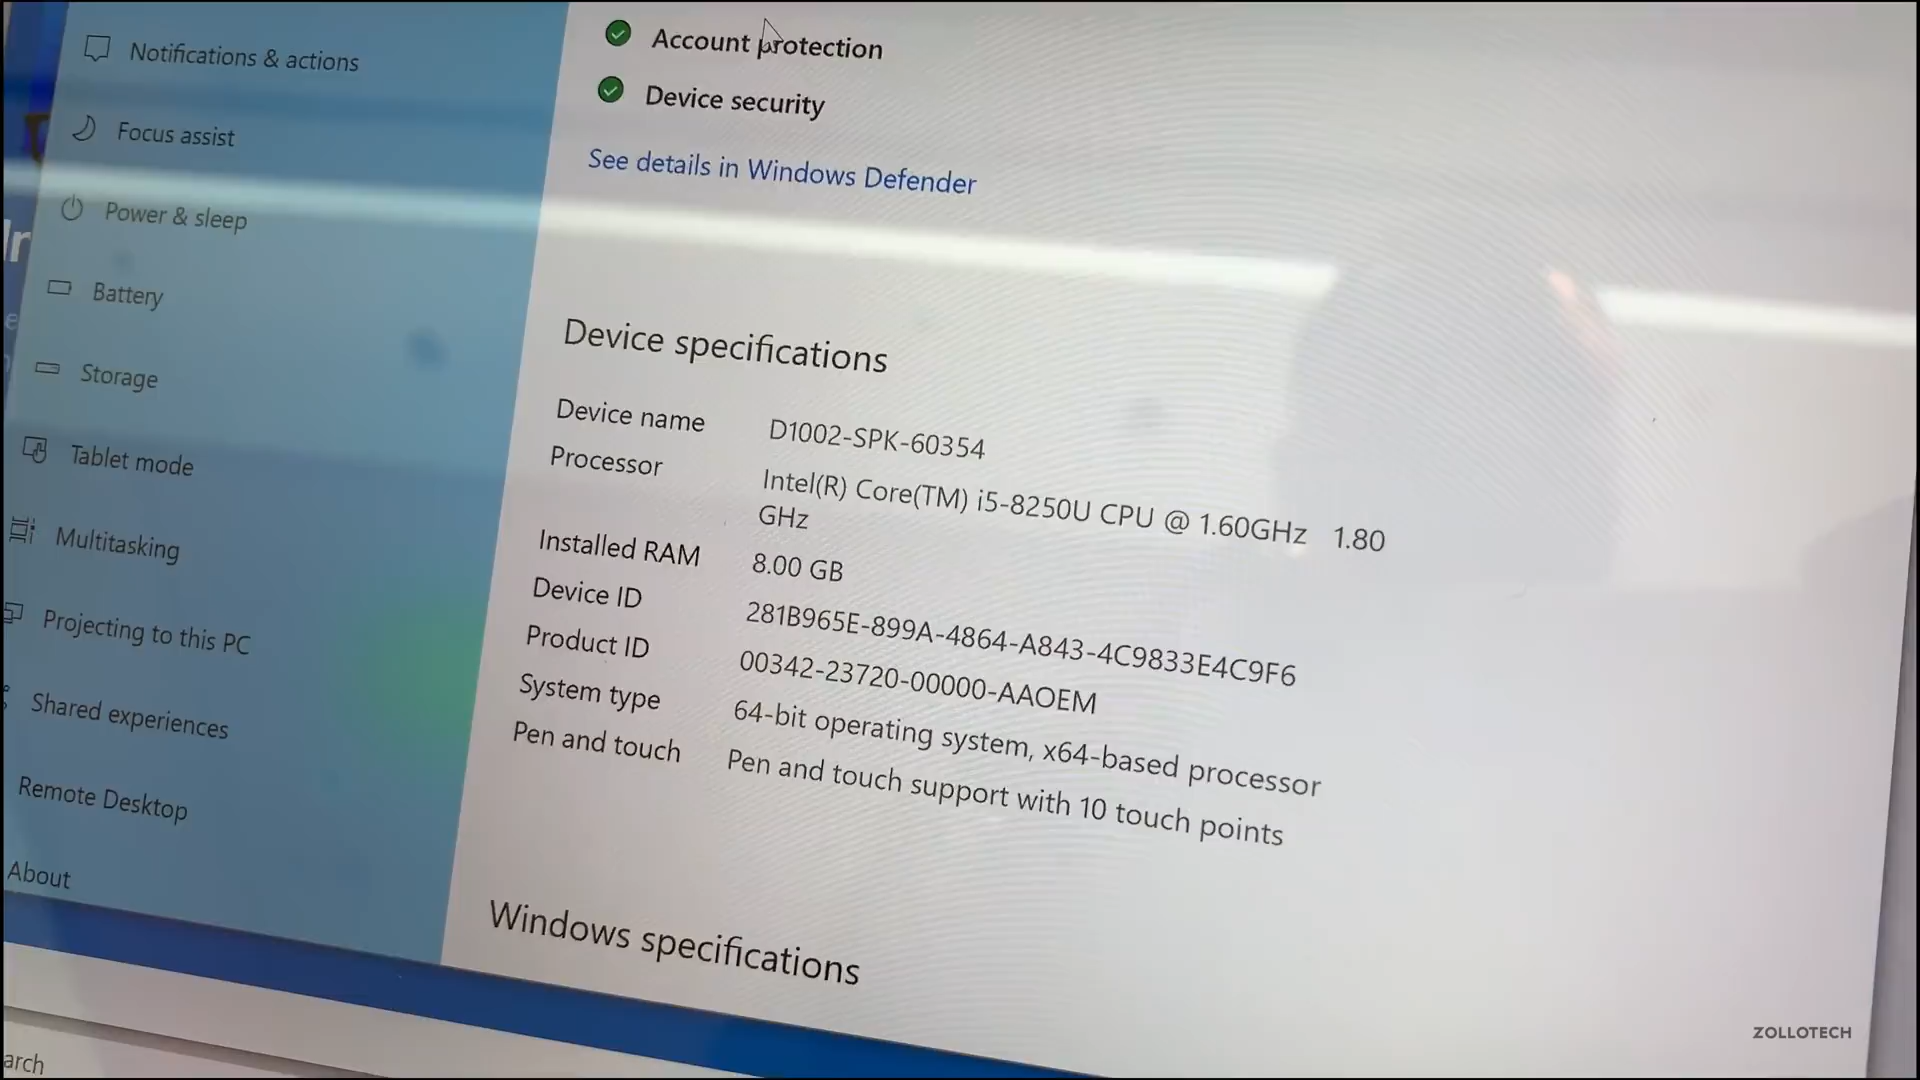 Notifications & actions
Focus assist
Power & sleep
Battery
Storage
Tablet mode
Multitasking
Projecting to this PC
Shared experiences
Remote Desktop
About
arch
Account protection
Device security
See details in Windows Defender
Device specifications
Device name D1002-SPK-60354
Processor Intel(R) Core(TM) i5-8250U CPU @ 1.60GHz 1.80
GHz
Installed RAM 8.00 GB
Device ID 281B965E-899A-4864-A843-4C9833E4C9F6
Product ID 00342-23720-00000-AAOEM
System type 64-bit operating system, x64-based processor
Pen and touch Pen and touch support with 10 touch points
Windows specifications
ZOLLOTECH